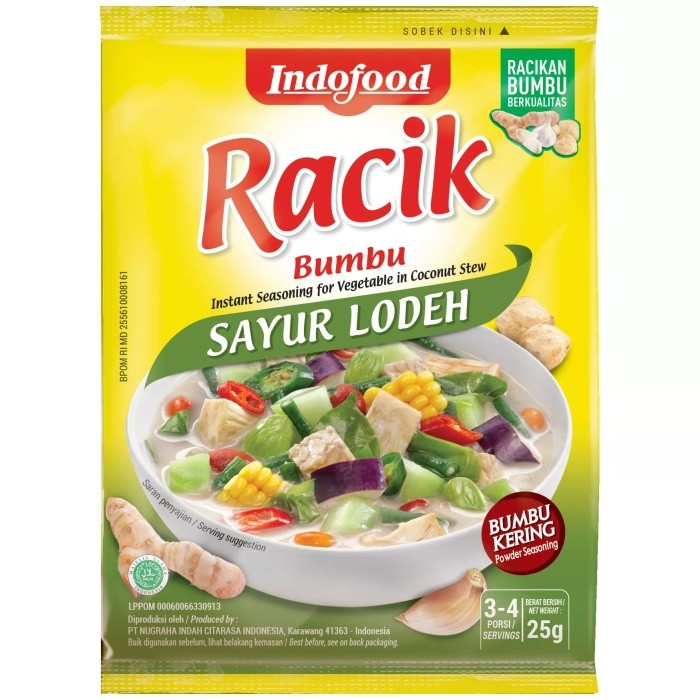 SOBEK DISINI ▲
Indofood
RACIKAN
BUMBU
BERKUALITAS
Racik
Bumbu
Instant Seasoning for Vegetable in Coconut Stew
SAYUR LODEH
BPOM RI MD 255610008161
Saran penyajian / Serving suggestion
BUMBU
KERING
Powder Seasoning
LPPOM 00060066330913
Diproduksi oleh / Produced by :
PT NUGRAHA INDAH CITARASA INDONESIA, Karawang 41363 - Indonesia
Baik digunakan sebelum, lihat belakang kemasan / Best before, see on back packaging.
3-4
PORSI /
SERVINGS
BERAT BERSIH /
NET WEIGHT :
25g